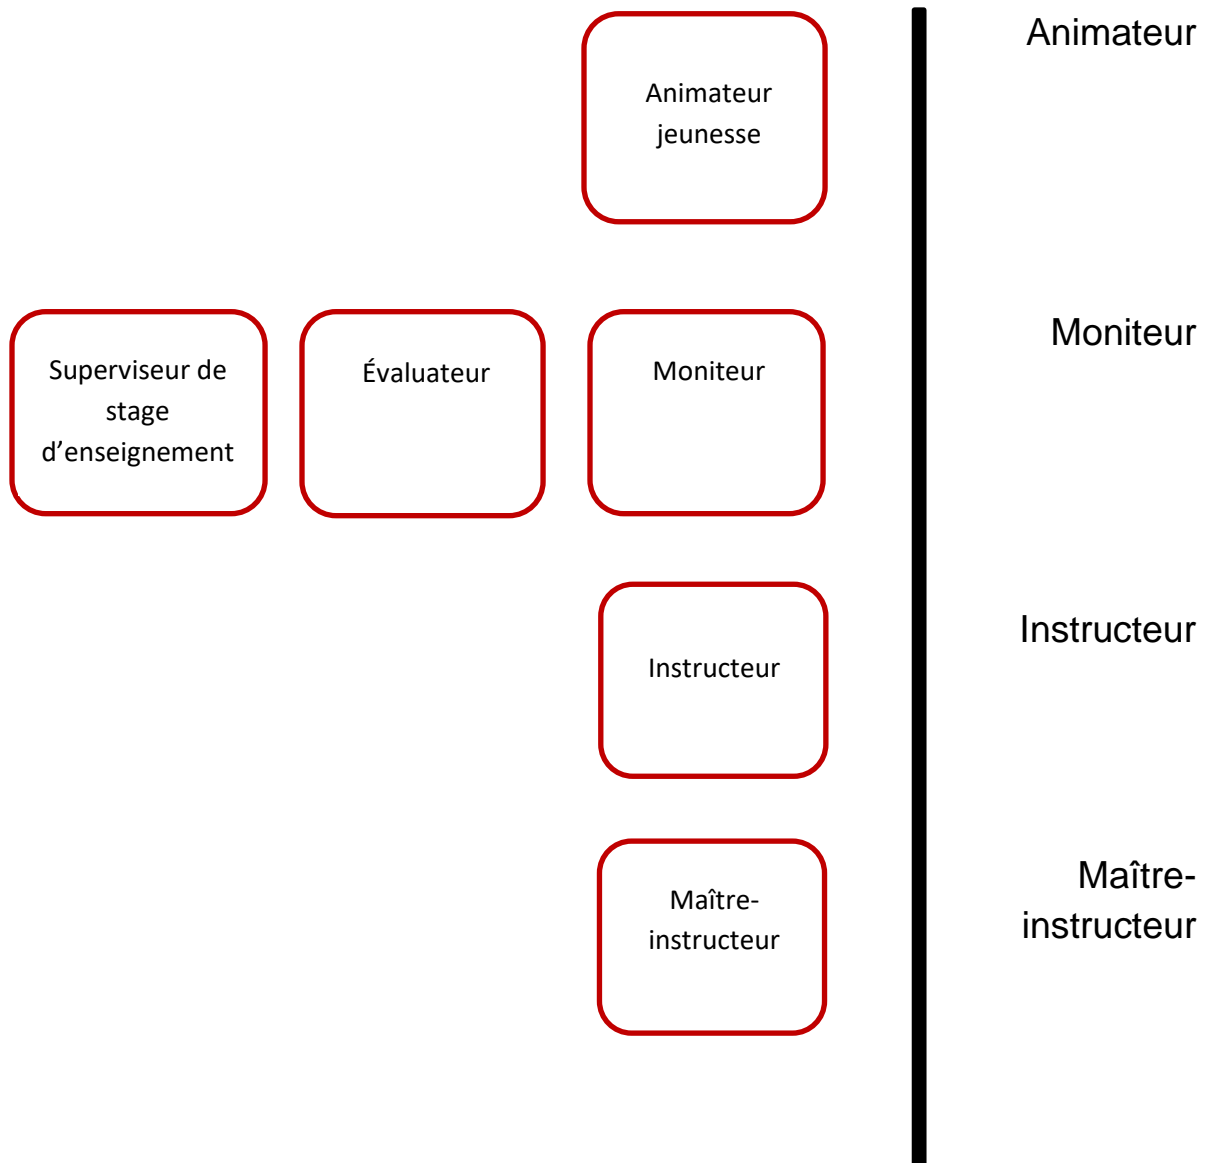 Animateur
jeunesse
Animateur
Superviseur de
stage
d’enseignement
Évaluateur
Moniteur
Moniteur
Instructeur
Instructeur
Maître-
instructeur
Maître-
instructeur